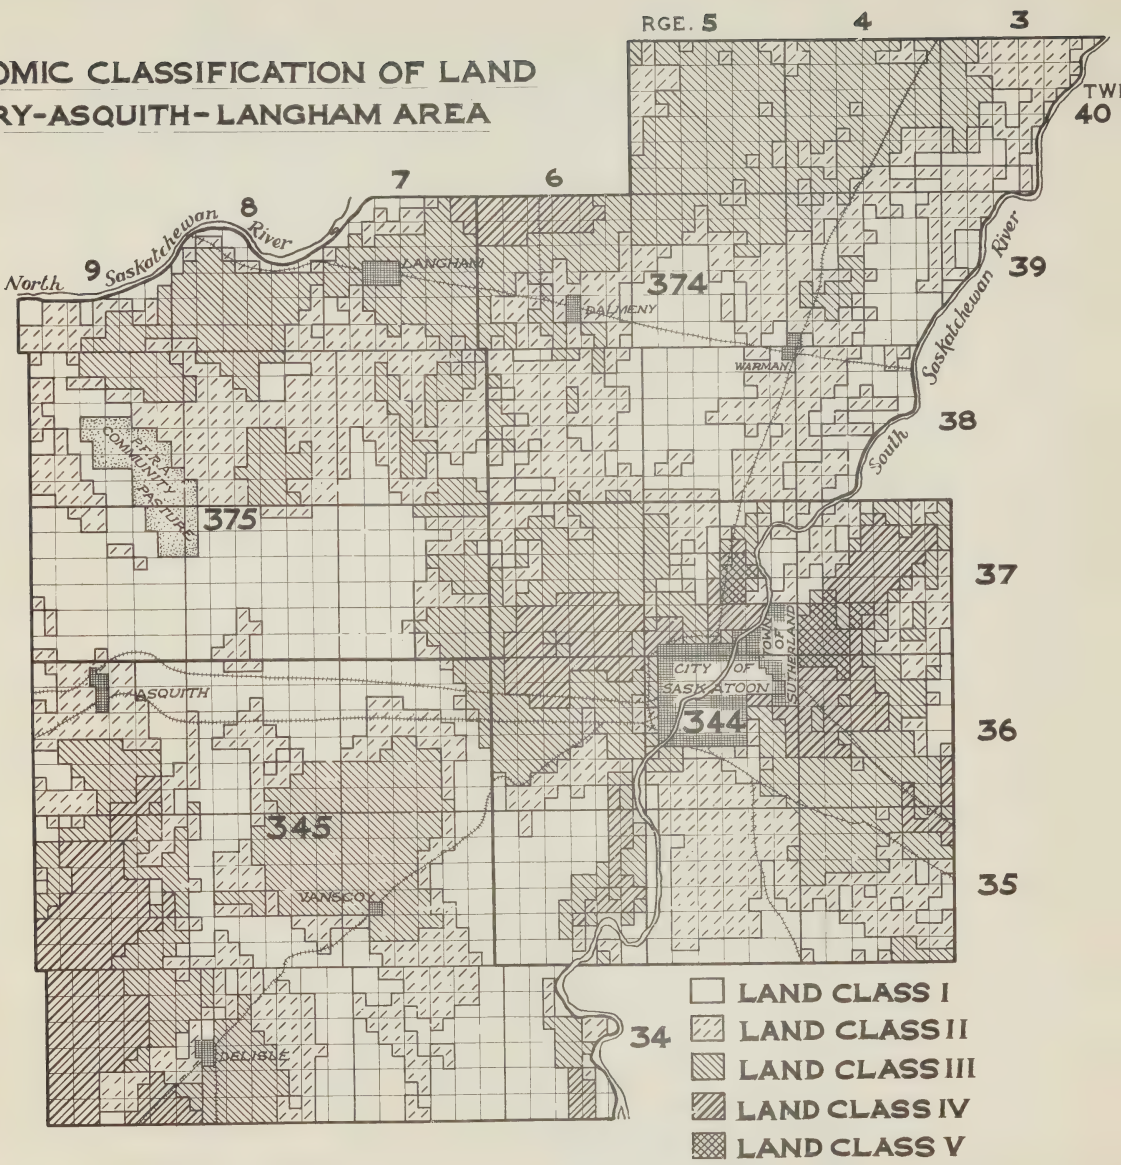 RGE. 5 4 3
OMIC CLASSIFICATION OF LAND
RY-ASQUITH-LANGHAM AREA
40
7 6
8
9
North Saskatchewan River
LANGHAM
374
DALMENY
39
WARMAN
South Saskatchewan River
38
P.F.R.A.
COMMUNITY
PASTURE
375
37
TOWN OF SUTHERLAND
CITY OF
SASKATOON
344
ASQUITH
36
345
VANSCOY
35
34
DELISLE
LAND CLASS I
LAND CLASS II
LAND CLASS III
LAND CLASS IV
LAND CLASS V